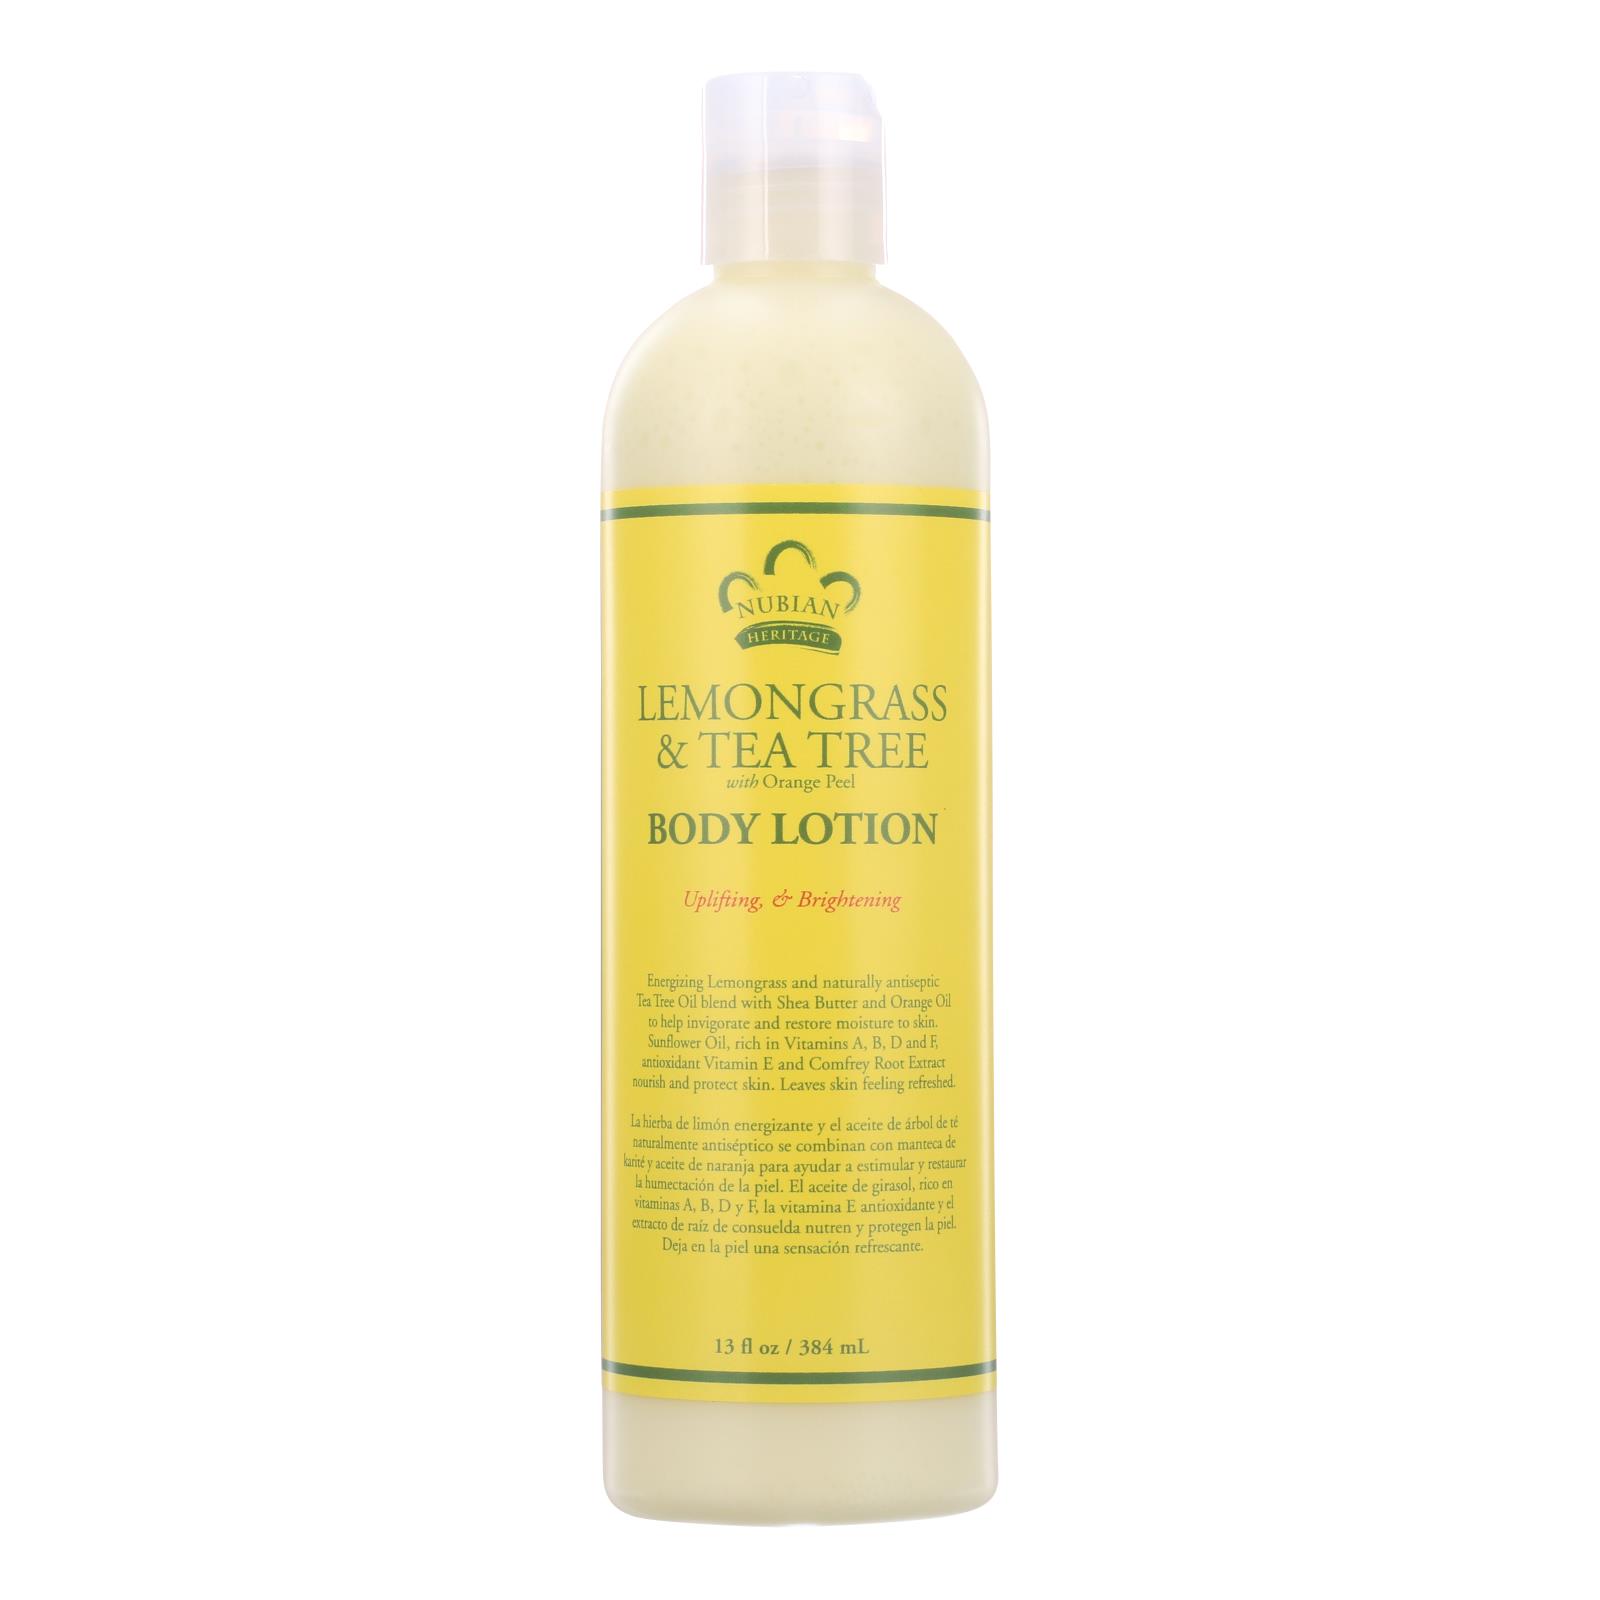 NUBIAN
HERITAGE
LEMONGRASS
& TEA TREE
with Orange Peel
BODY LOTION
Uplifting, & Brightening
Energizing Lemongrass and naturally antiseptic
Tea Tree Oil blend with Shea Butter and Orange Oil
to help invigorate and restore moisture to skin.
Sunflower Oil, rich in Vitamins A, B, D and F,
antioxidant Vitamin E and Comfrey Root Extract
nourish and protect skin. Leaves skin feeling refreshed.
La hierba de limón energizante y el aceite de árbol de té
naturalmente antiséptico se combinan con manteca de
karité y aceite de naranja para ayudar a estimular y restaurar
la humectación de la piel. El aceite de girasol, rico en
vitaminas A, B, D y F, la vitamina E antioxidante y el
extracto de raíz de consuelda nutren y protegen la piel.
Deja en la piel una sensación refrescante.
13 fl oz / 384 mL